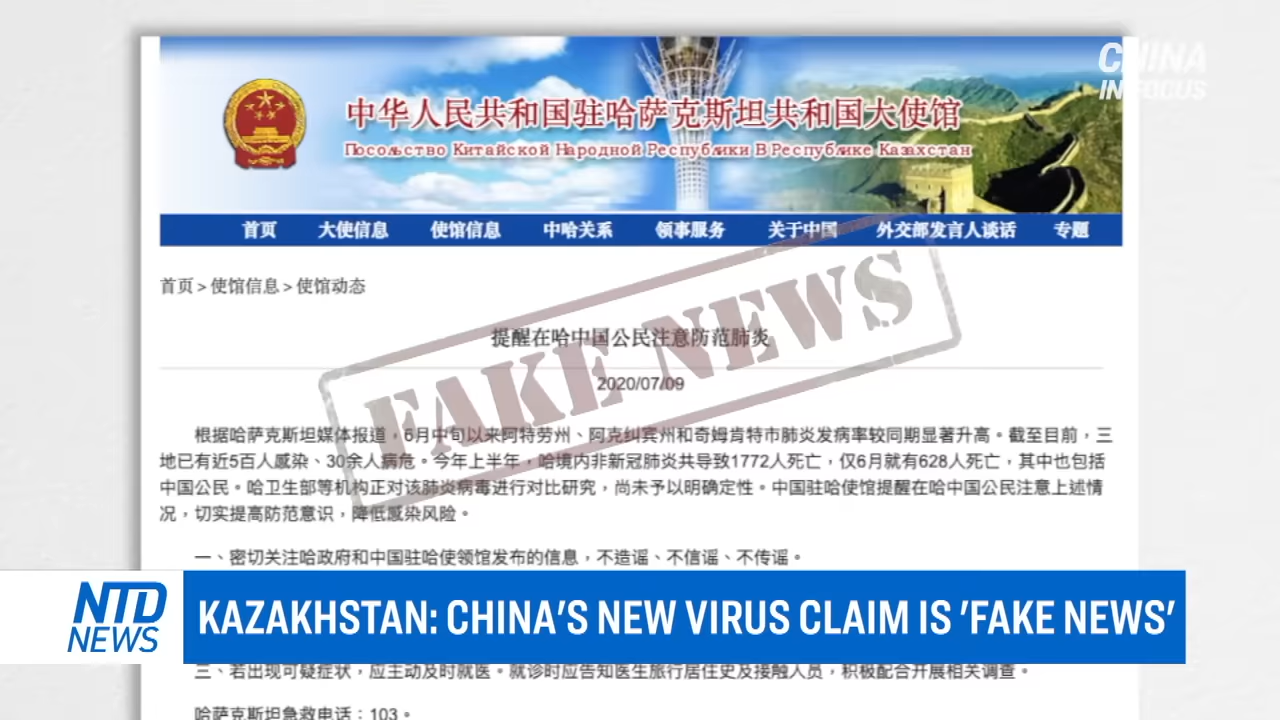 CHINA
IN FOCUS
中华人民共和国驻哈萨克斯坦共和国大使馆
Посольство Китайской Народной Республики В Республике Казахстан
首页 大使信息 使馆信息 中哈关系 领事服务 关于中国 外交部发言人谈话 专题
首页 > 使馆信息 > 使馆动态
提醒在哈中国公民注意防范肺炎
2020/07/09
FAKE NEWS
根据哈萨克斯坦媒体报道，6月中旬以来阿特劳州、阿克纠宾州和奇姆肯特市肺炎发病率较同期显著升高。截至目前，三
地已有近5百人感染、30余人病危。今年上半年，哈境内非新冠肺炎共导致1772人死亡，仅6月就有628人死亡，其中也包括
中国公民。哈卫生部等机构正对该肺炎病毒进行对比研究，尚未予以明确定性。中国驻哈使馆提醒在哈中国公民注意上述情
况，切实提高防范意识，降低感染风险。
一、密切关注哈政府和中国驻哈使领馆发布的信息，不造谣、不信谣、不传谣。
NTD
NEWS
KAZAKHSTAN: CHINA'S NEW VIRUS CLAIM IS 'FAKE NEWS'
三、若出现可疑症状，应主动及时就医。就诊时应告知医生旅行居住史及接触人员，积极配合开展相关调查。
哈萨克斯坦急救电话：103。